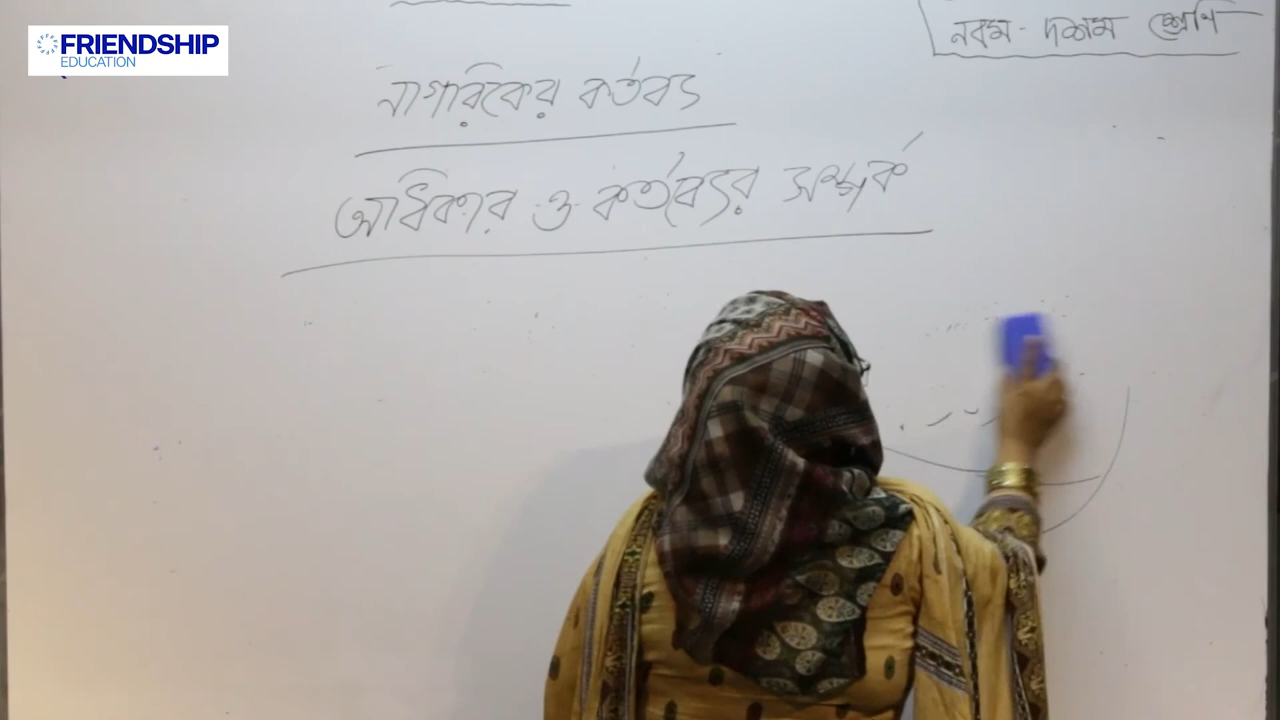 FRIENDSHIP
EDUCATION
নবম - দশম শ্রেণি
নাগরিকের কর্তব্য
অধিকার ও কর্তব্যের সম্পর্ক